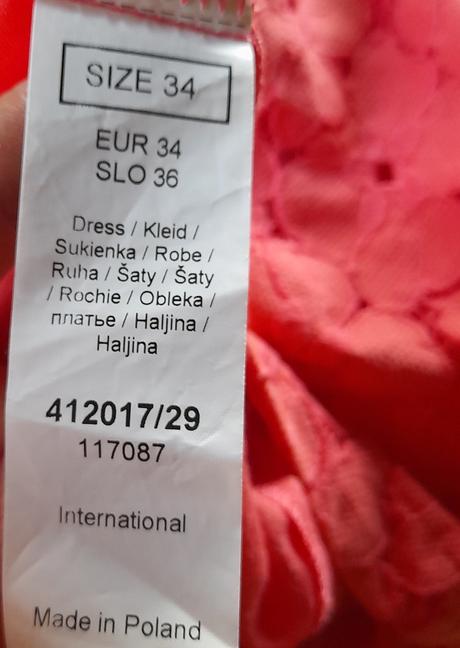 SIZE 34
EUR 34
SLO 36
Dress / Kleid /
Sukienka / Robe /
Ruha / Šaty / Šaty
/ Rochie / Obleka /
платье / Haljina /
Haljina
412017/29
117087
International
Made in Poland